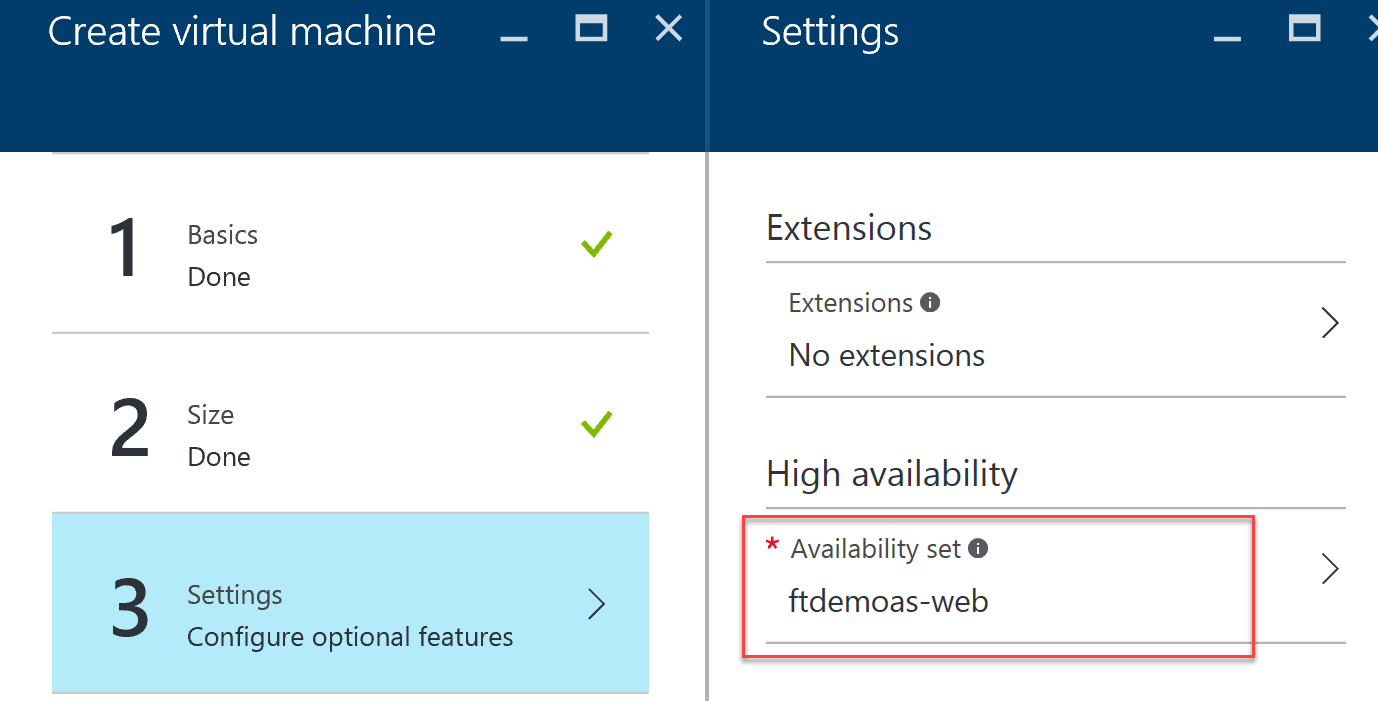 Create virtual machine
1
Basics
Done
2
Size
Done
3
Settings
Configure optional features
Settings
Extensions
Extensions
No extensions
High availability
* Availability set
ftdemoas-web